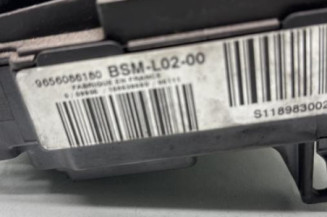 9656086180 BSM-L02-00
FABRIQUE EN FRANCE
S118983002